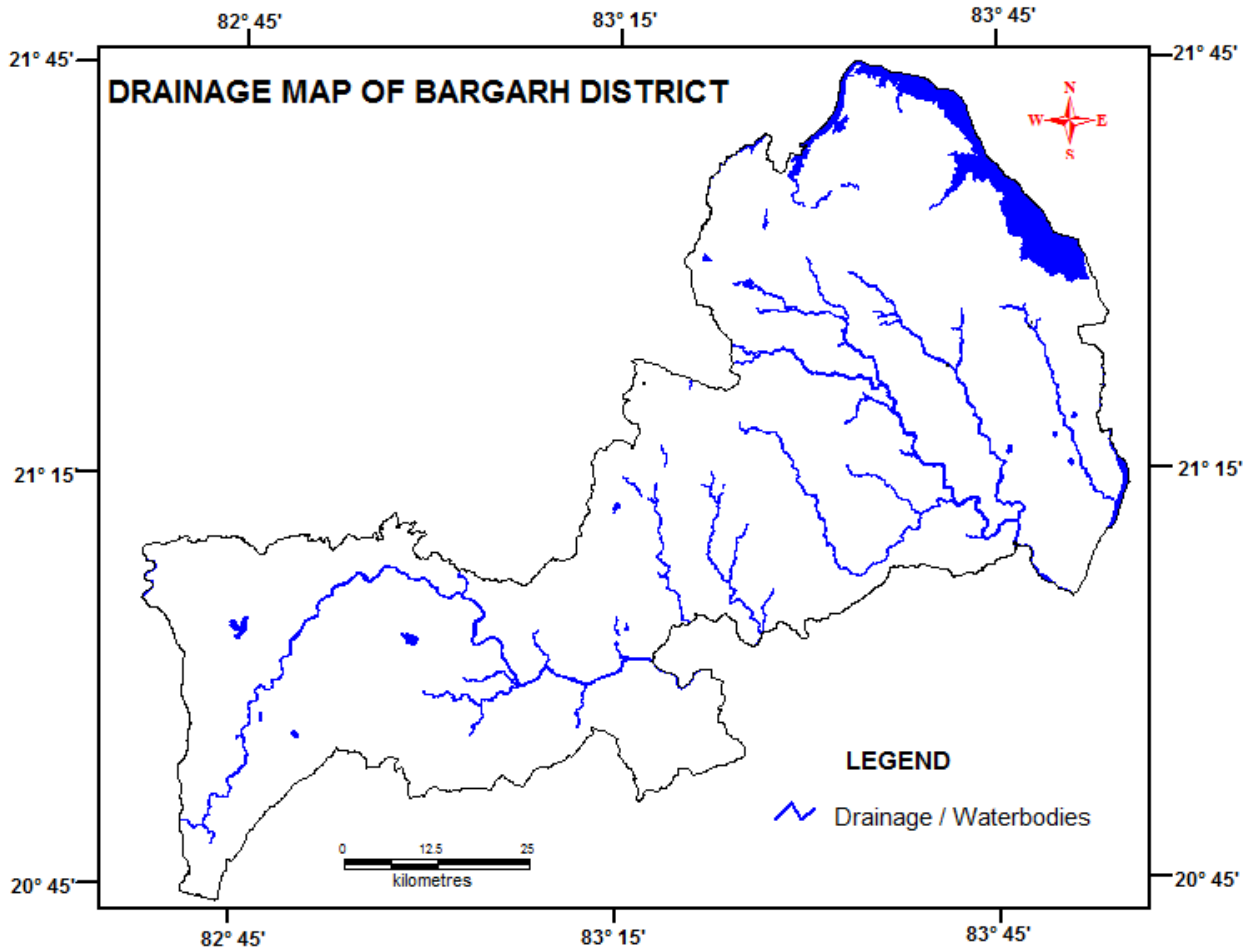 82° 45' 83° 15' 83° 45'
21° 45' 21° 45'
DRAINAGE MAP OF BARGARH DISTRICT
N
W E
S
21° 15' 21° 15'
LEGEND
Drainage / Waterbodies
0 12.5 25
kilometres
20° 45' 20° 45'
82° 45' 83° 15' 83° 45'